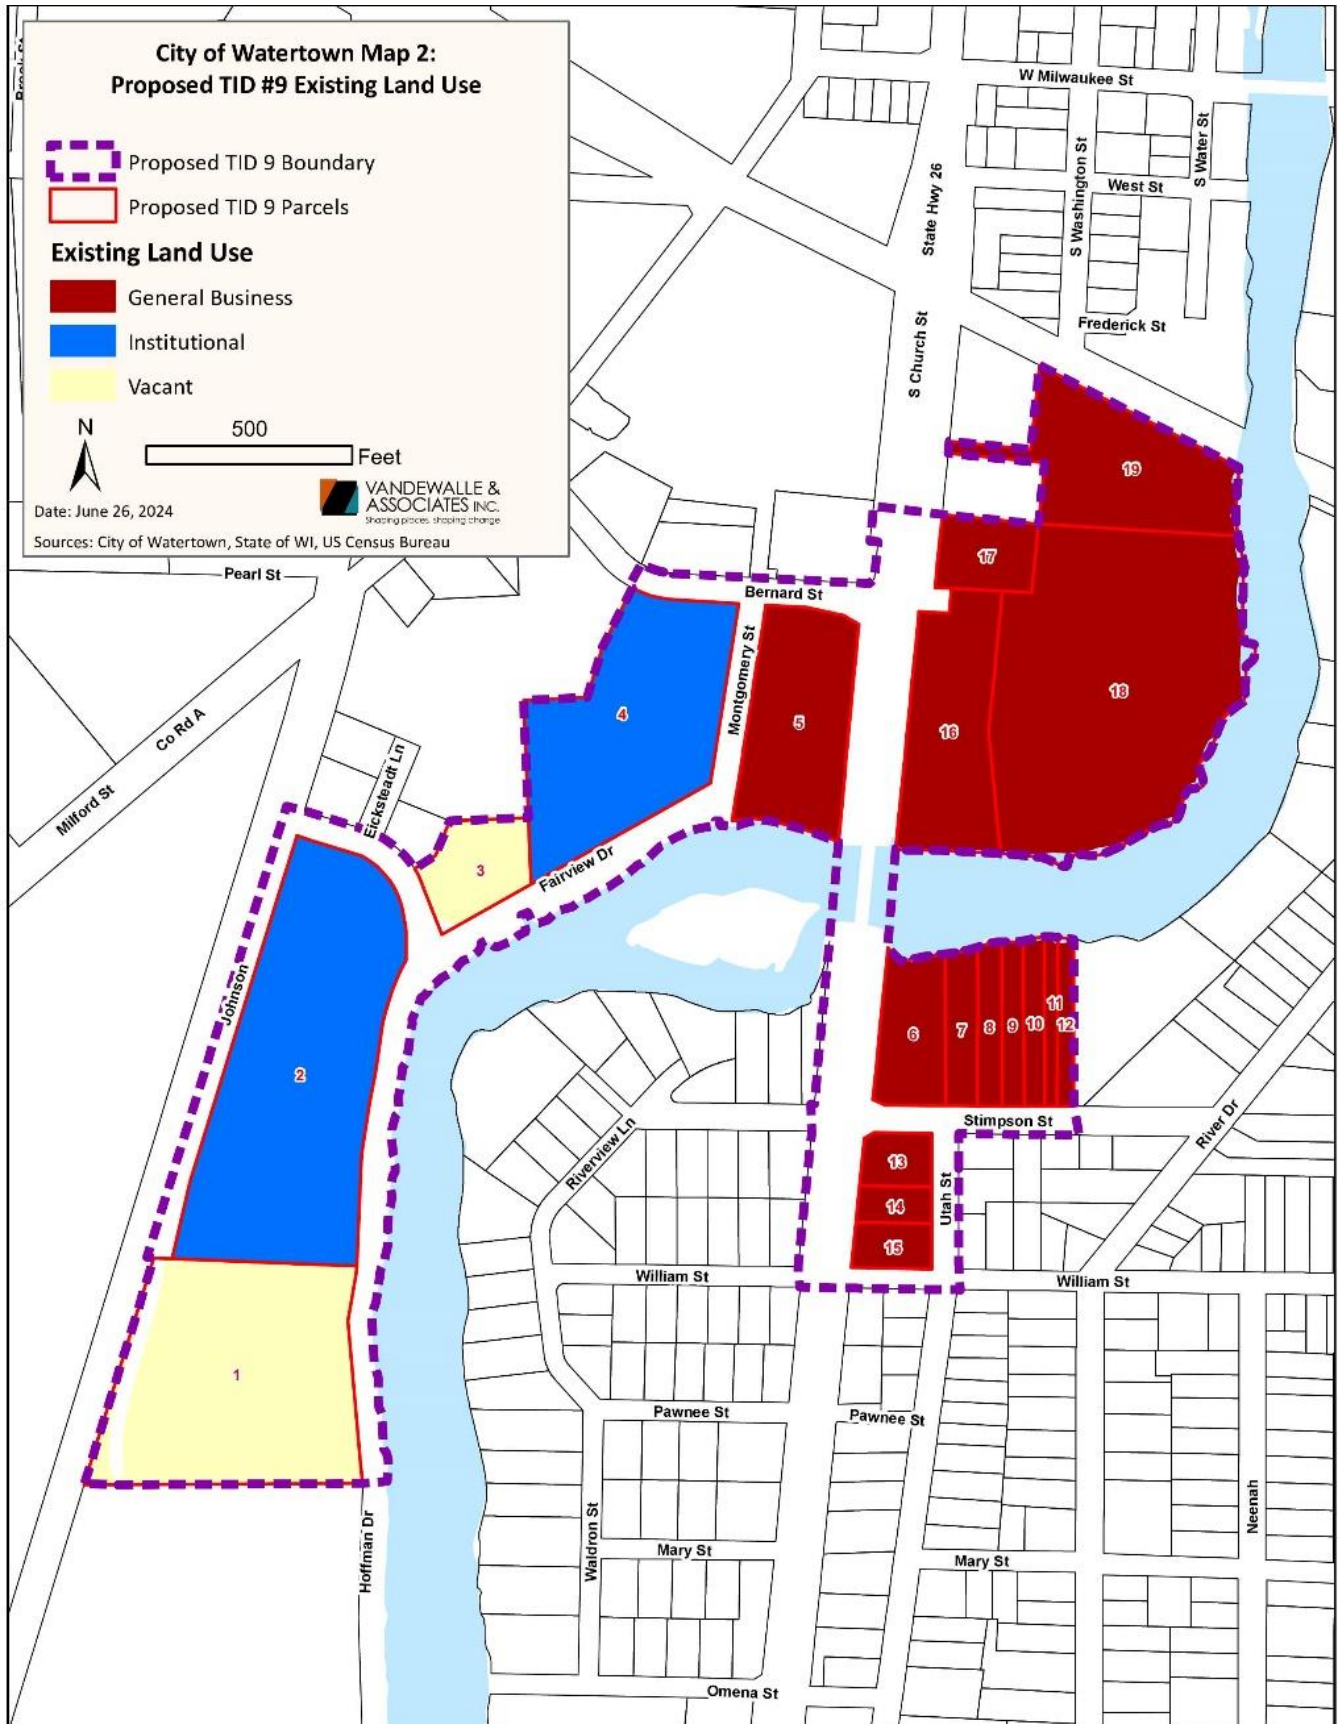 City of Watertown Map 2:
Proposed TID #9 Existing Land Use
Proposed TID 9 Boundary
Proposed TID 9 Parcels
Existing Land Use
General Business
Institutional
Vacant
N
500
Feet
VANDEWALLE &
ASSOCIATES INC.
Shaping places, shaping change
Date: June 26, 2024
Sources: City of Watertown, State of WI, US Census Bureau
W Milwaukee St
S Water St
S Washington St
West St
State Hwy 26
Frederick St
S Church St
19
17
Pearl St
Bernard St
Montgomery St
4
5
18
16
Co Rd A
Eicksteadt Ln
Milford St
3
Fairview Dr
Johnson
11
6
7
8
9
10
12
2
Stimpson St
River Dr
Riverview Ln
13
Utah St
14
15
William St
William St
1
Pawnee St
Pawnee St
Neenah
Waldron St
Hoffman Dr
Mary St
Mary St
Omena St